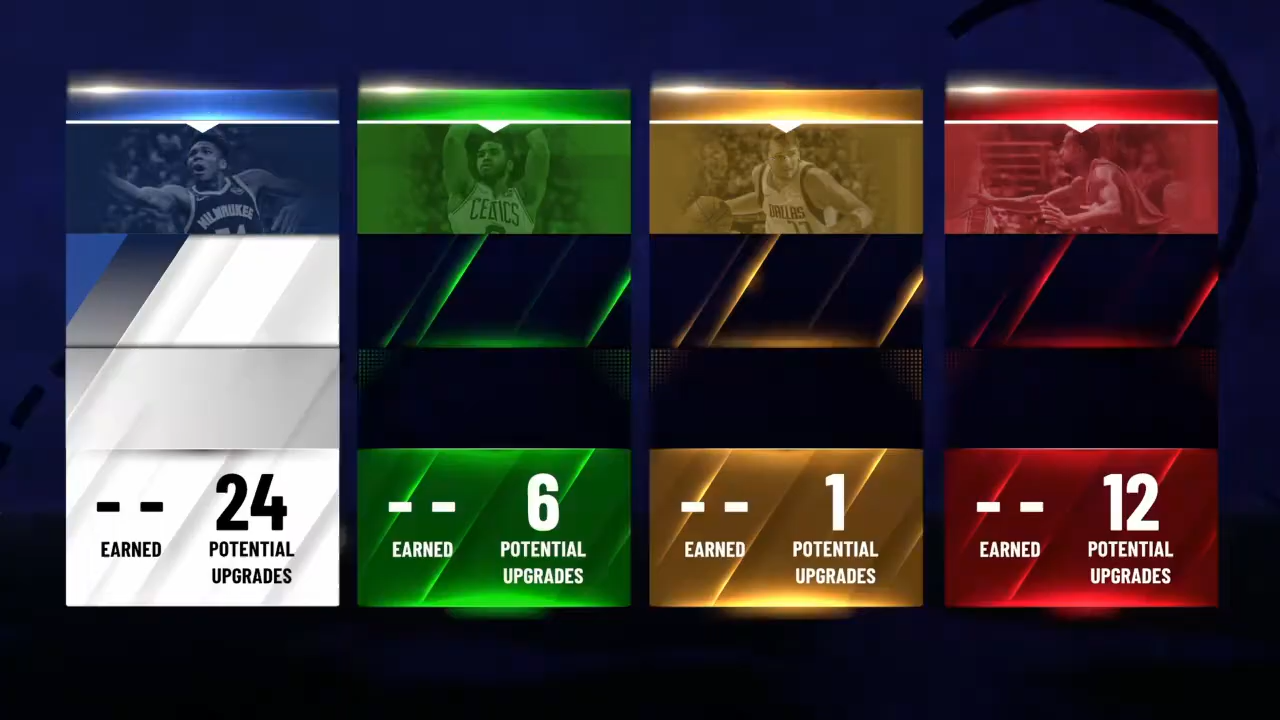 MILWAUKEE
CELTICS
DALLAS
- - 24
EARNED POTENTIAL
UPGRADES
- - 6
EARNED POTENTIAL
UPGRADES
- - 1
EARNED POTENTIAL
UPGRADES
- - 12
EARNED POTENTIAL
UPGRADES